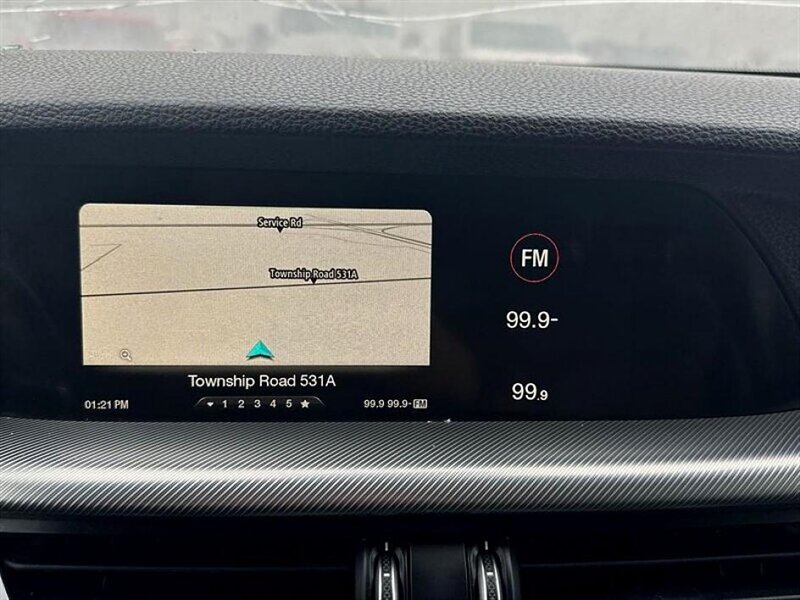 Service Rd
Township Road 531A
FM
99.9-
Township Road 531A
99.9
01:21 PM
1 2 3 4 5
99.9 99.9- FM